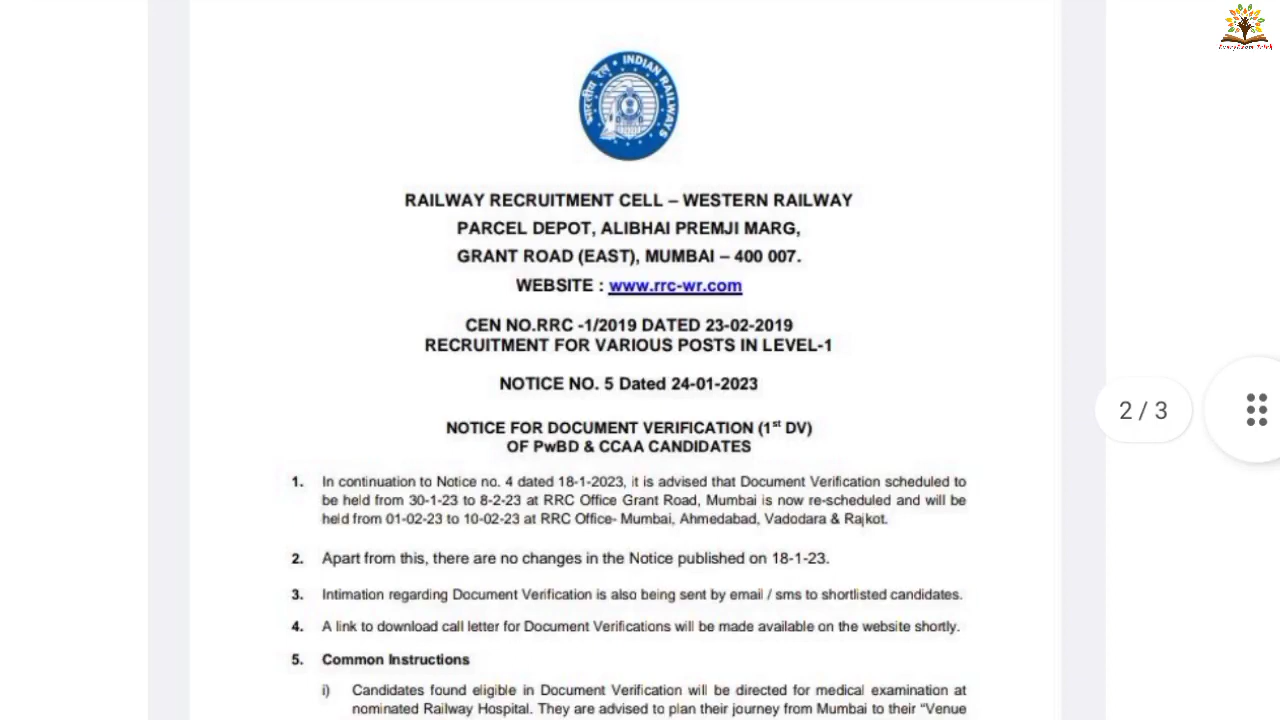 भारतीय रेल • INDIAN RAILWAYS
RAILWAY RECRUITMENT CELL – WESTERN RAILWAY
PARCEL DEPOT, ALIBHAI PREMJI MARG,
GRANT ROAD (EAST), MUMBAI – 400 007.
WEBSITE : www.rrc-wr.com
CEN NO.RRC -1/2019 DATED 23-02-2019
RECRUITMENT FOR VARIOUS POSTS IN LEVEL-1
NOTICE NO. 5 Dated 24-01-2023
NOTICE FOR DOCUMENT VERIFICATION (1st DV)
OF PwBD & CCAA CANDIDATES
1. In continuation to Notice no. 4 dated 18-1-2023, it is advised that Document Verification scheduled to
be held from 30-1-23 to 8-2-23 at RRC Office Grant Road, Mumbai is now re-scheduled and will be
held from 01-02-23 to 10-02-23 at RRC Office- Mumbai, Ahmedabad, Vadodara & Rajkot.
2. Apart from this, there are no changes in the Notice published on 18-1-23.
3. Intimation regarding Document Verification is also being sent by email / sms to shortlisted candidates.
4. A link to download call letter for Document Verifications will be made available on the website shortly.
5. Common Instructions
i) Candidates found eligible in Document Verification will be directed for medical examination at
nominated Railway Hospital. They are advised to plan their journey from Mumbai to their “Venue
2 / 3